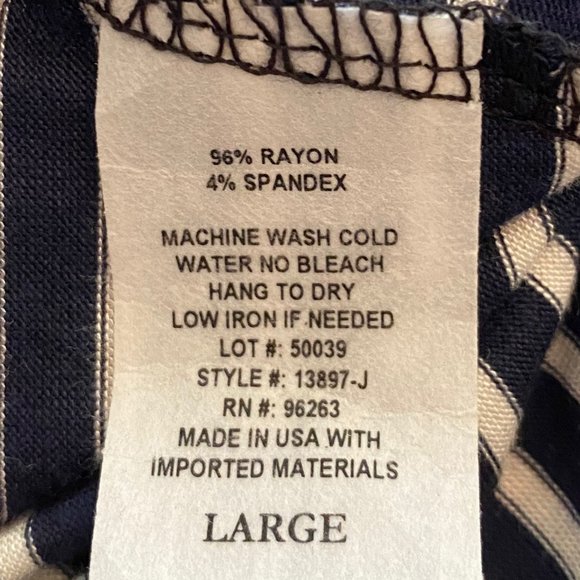 96% RAYON
4% SPANDEX
MACHINE WASH COLD
WATER NO BLEACH
HANG TO DRY
LOW IRON IF NEEDED
LOT #: 50039
STYLE #: 13897-J
RN #: 96263
MADE IN USA WITH
IMPORTED MATERIALS
LARGE